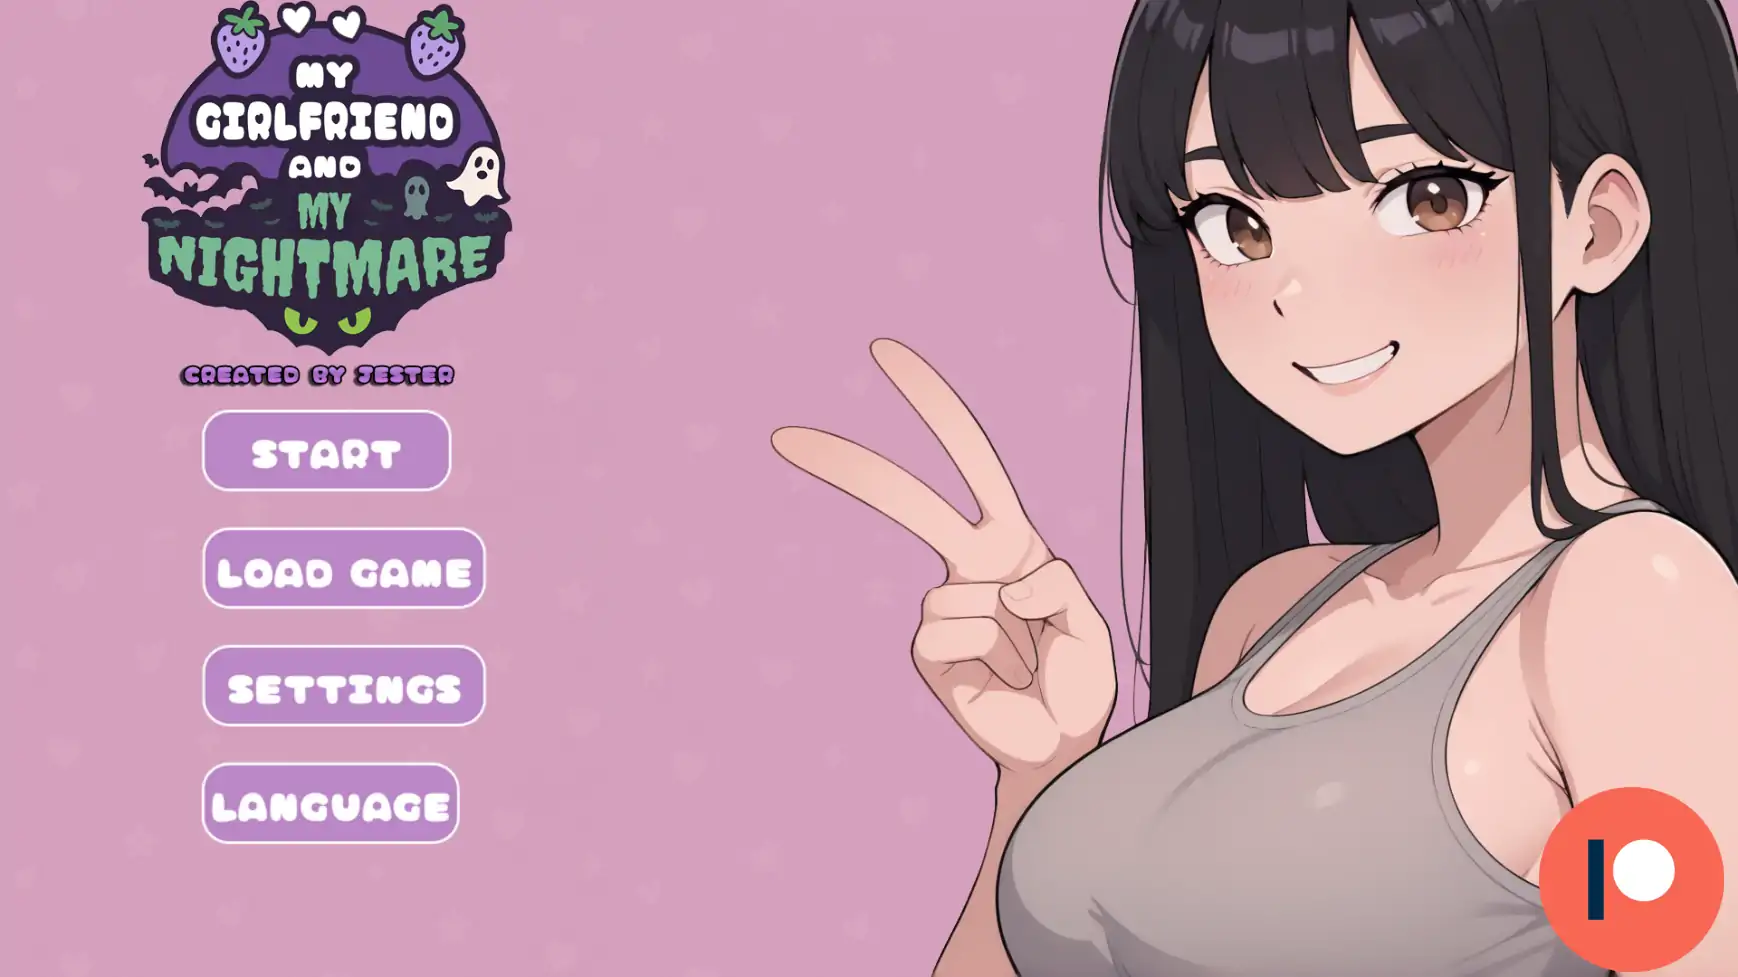 MY
GIRLFRIEND
AND
MY
NIGHTMARE
CREATED BY JESTER
START
LOAD GAME
SETTINGS
LANGUAGE